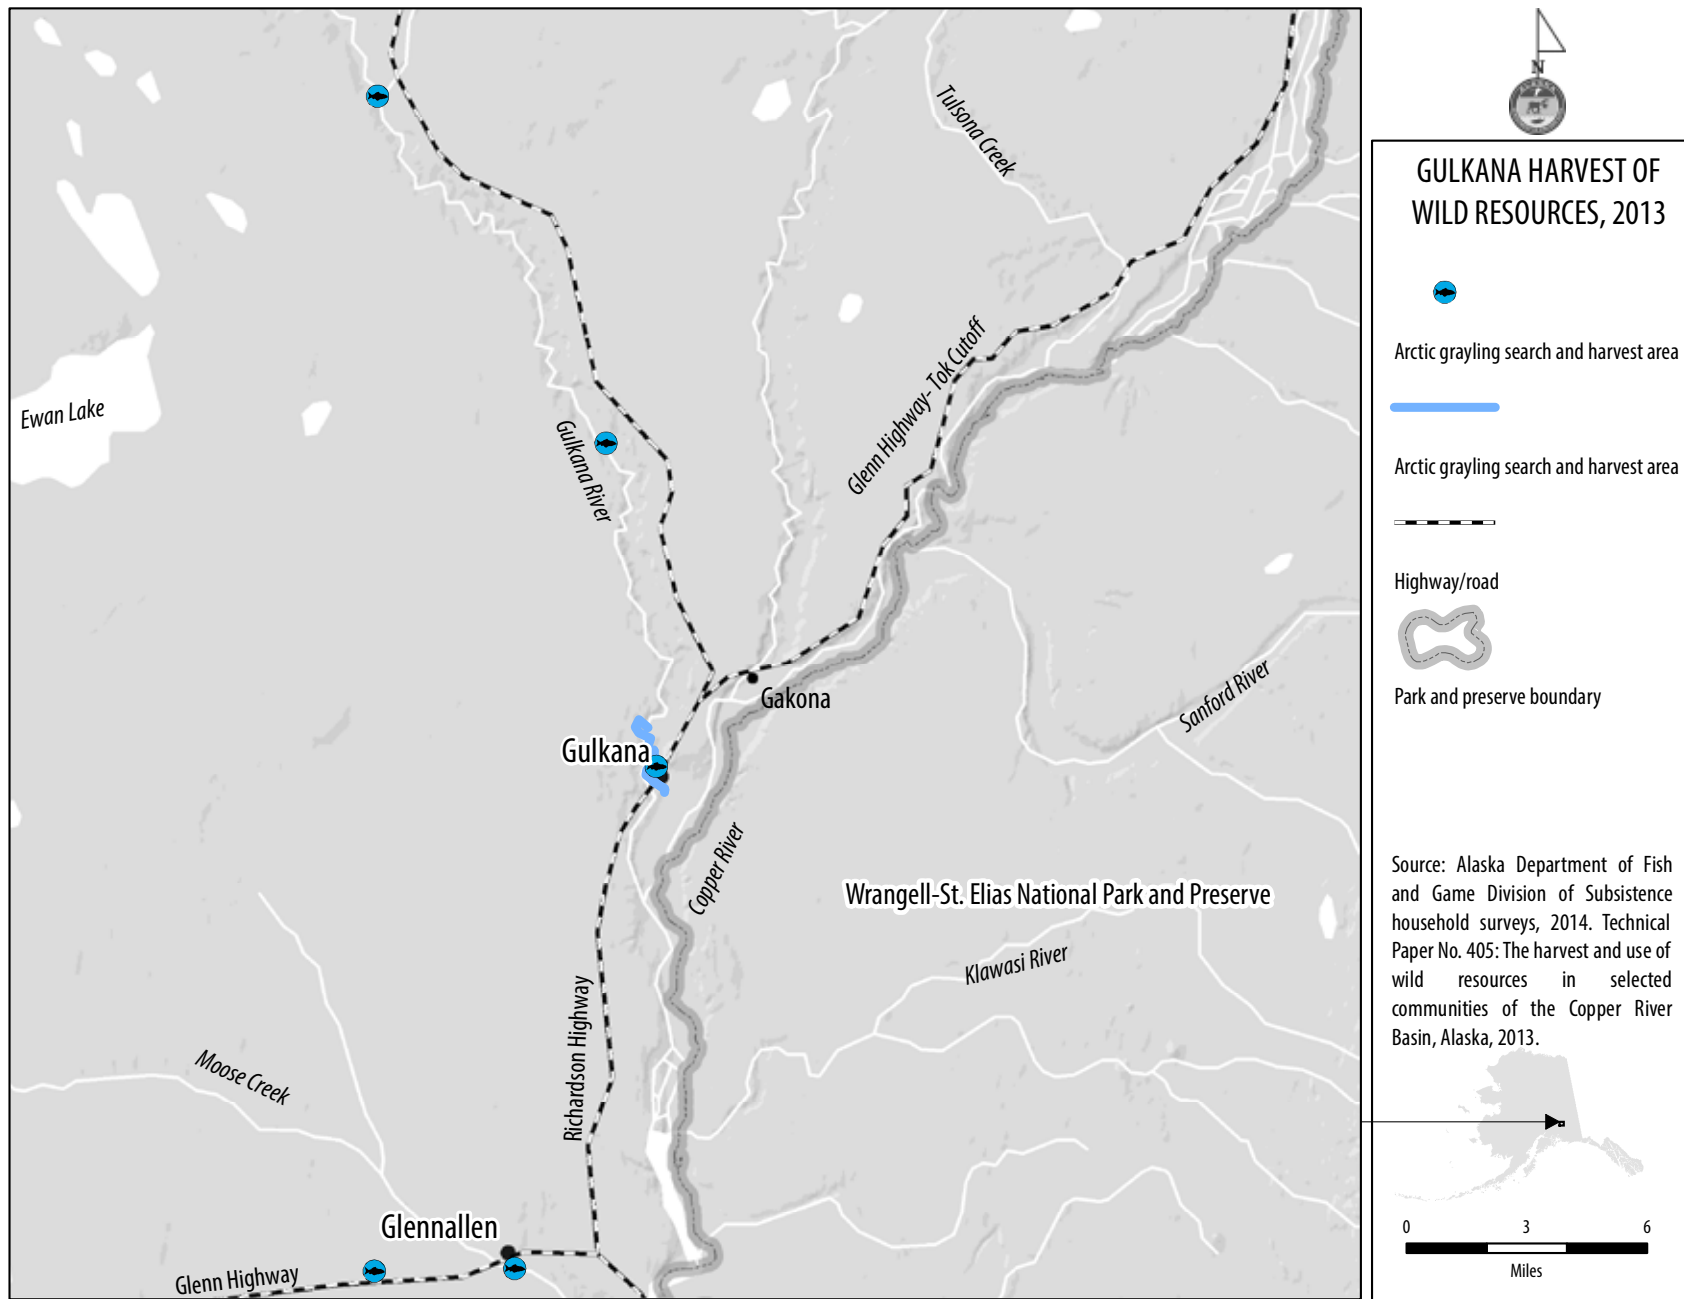 Tulsona Creek
Ewan Lake
Glenn Highway- Tok Cutoff
Gulkana River
Gakona
Sanford River
Gulkana
Copper River
Wrangell-St. Elias National Park and Preserve
Klawasi River
Richardson Highway
Moose Creek
Glennallen
Glenn Highway
N
GULKANA HARVEST OF
WILD RESOURCES, 2013
Arctic grayling search and harvest area
Arctic grayling search and harvest area
Highway/road
Park and preserve boundary
Source: Alaska Department of Fish
and Game Division of Subsistence
household surveys, 2014. Technical
Paper No. 405: The harvest and use of
wild resources in selected
communities of the Copper River
Basin, Alaska, 2013.
0 3 6
Miles